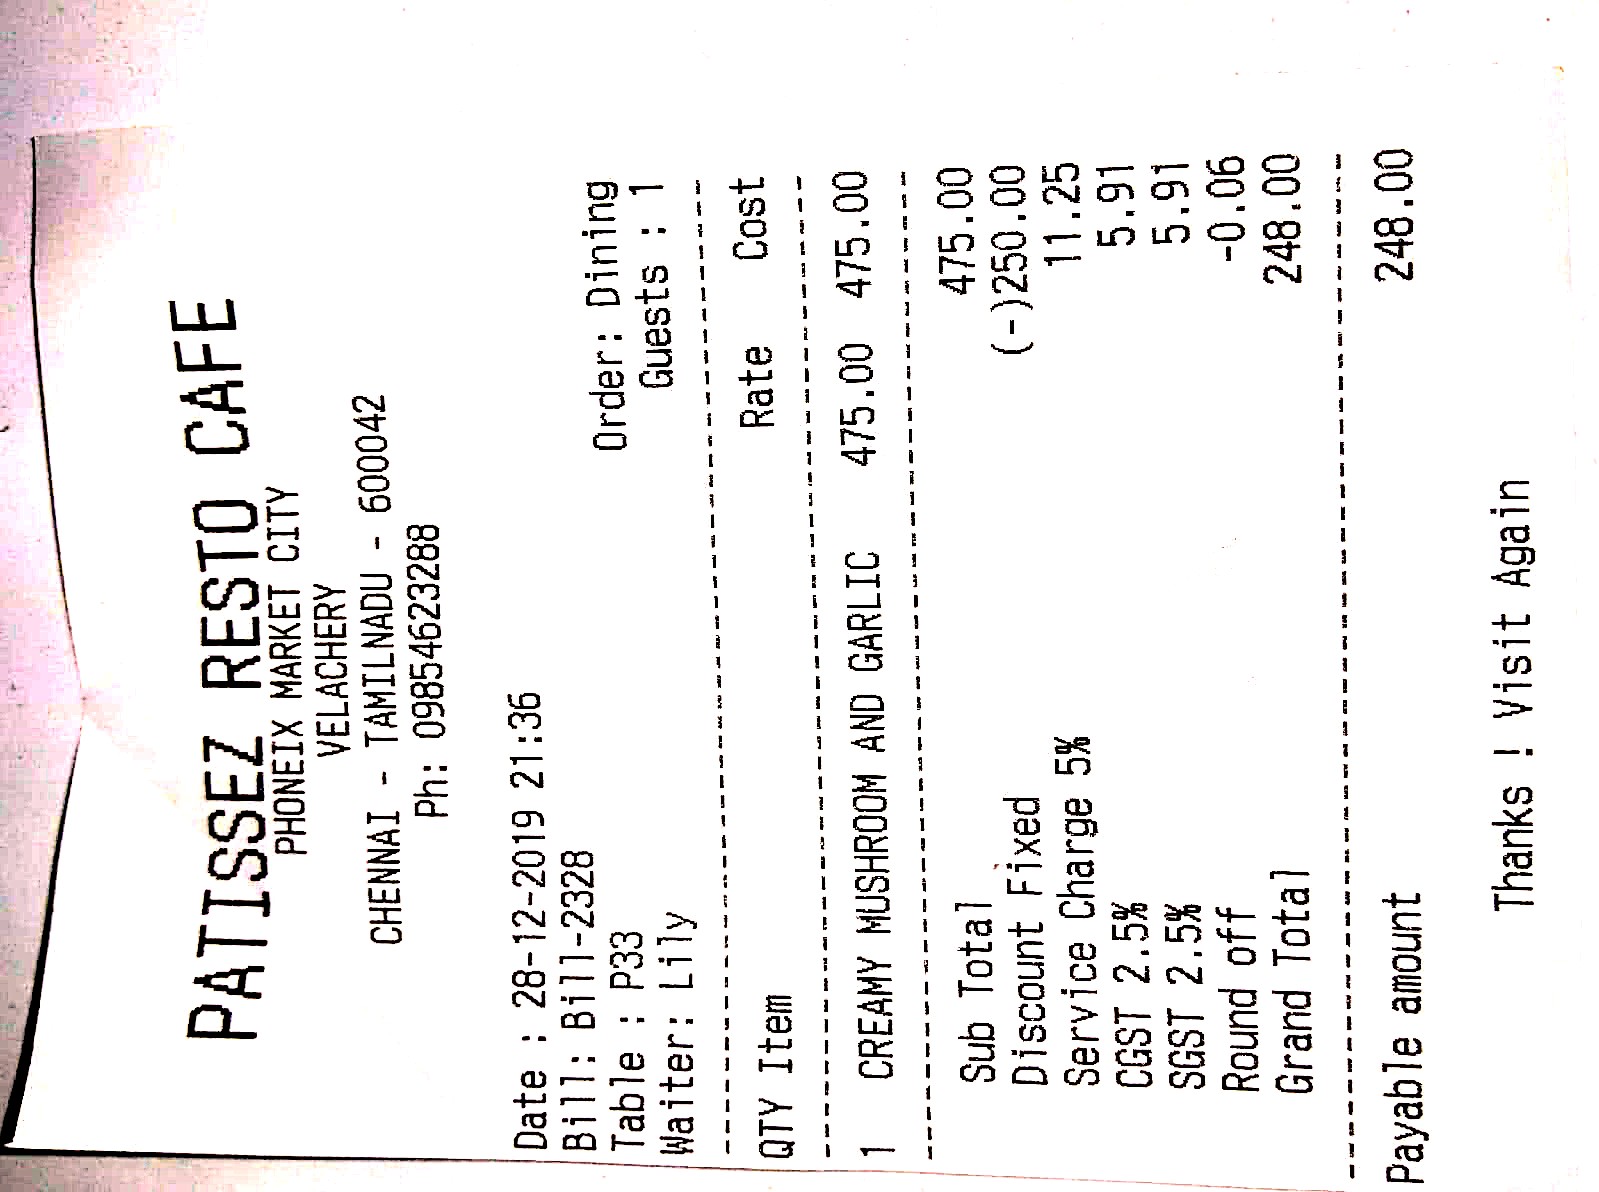 PATISSEZ RESTO CAFE
PHONEIX MARKET CITY
VELACHERY
CHENNAI - TAMILNADU - 600042
Ph: 09854623288
Date : 28-12-2019 21:36
Bill: Bill-2328
Table : P33 Order: Dining
Waiter: Lily Guests : 1
QTY Item Rate Cost
1 CREAMY MUSHROOM AND GARLIC 475.00 475.00
Sub Total 475.00
Discount Fixed (-)250.00
Service Charge 5% 11.25
CGST 2.5% 5.91
SGST 2.5% 5.91
Round off -0.06
Grand Total 248.00
Payable amount 248.00
Thanks ! Visit Again